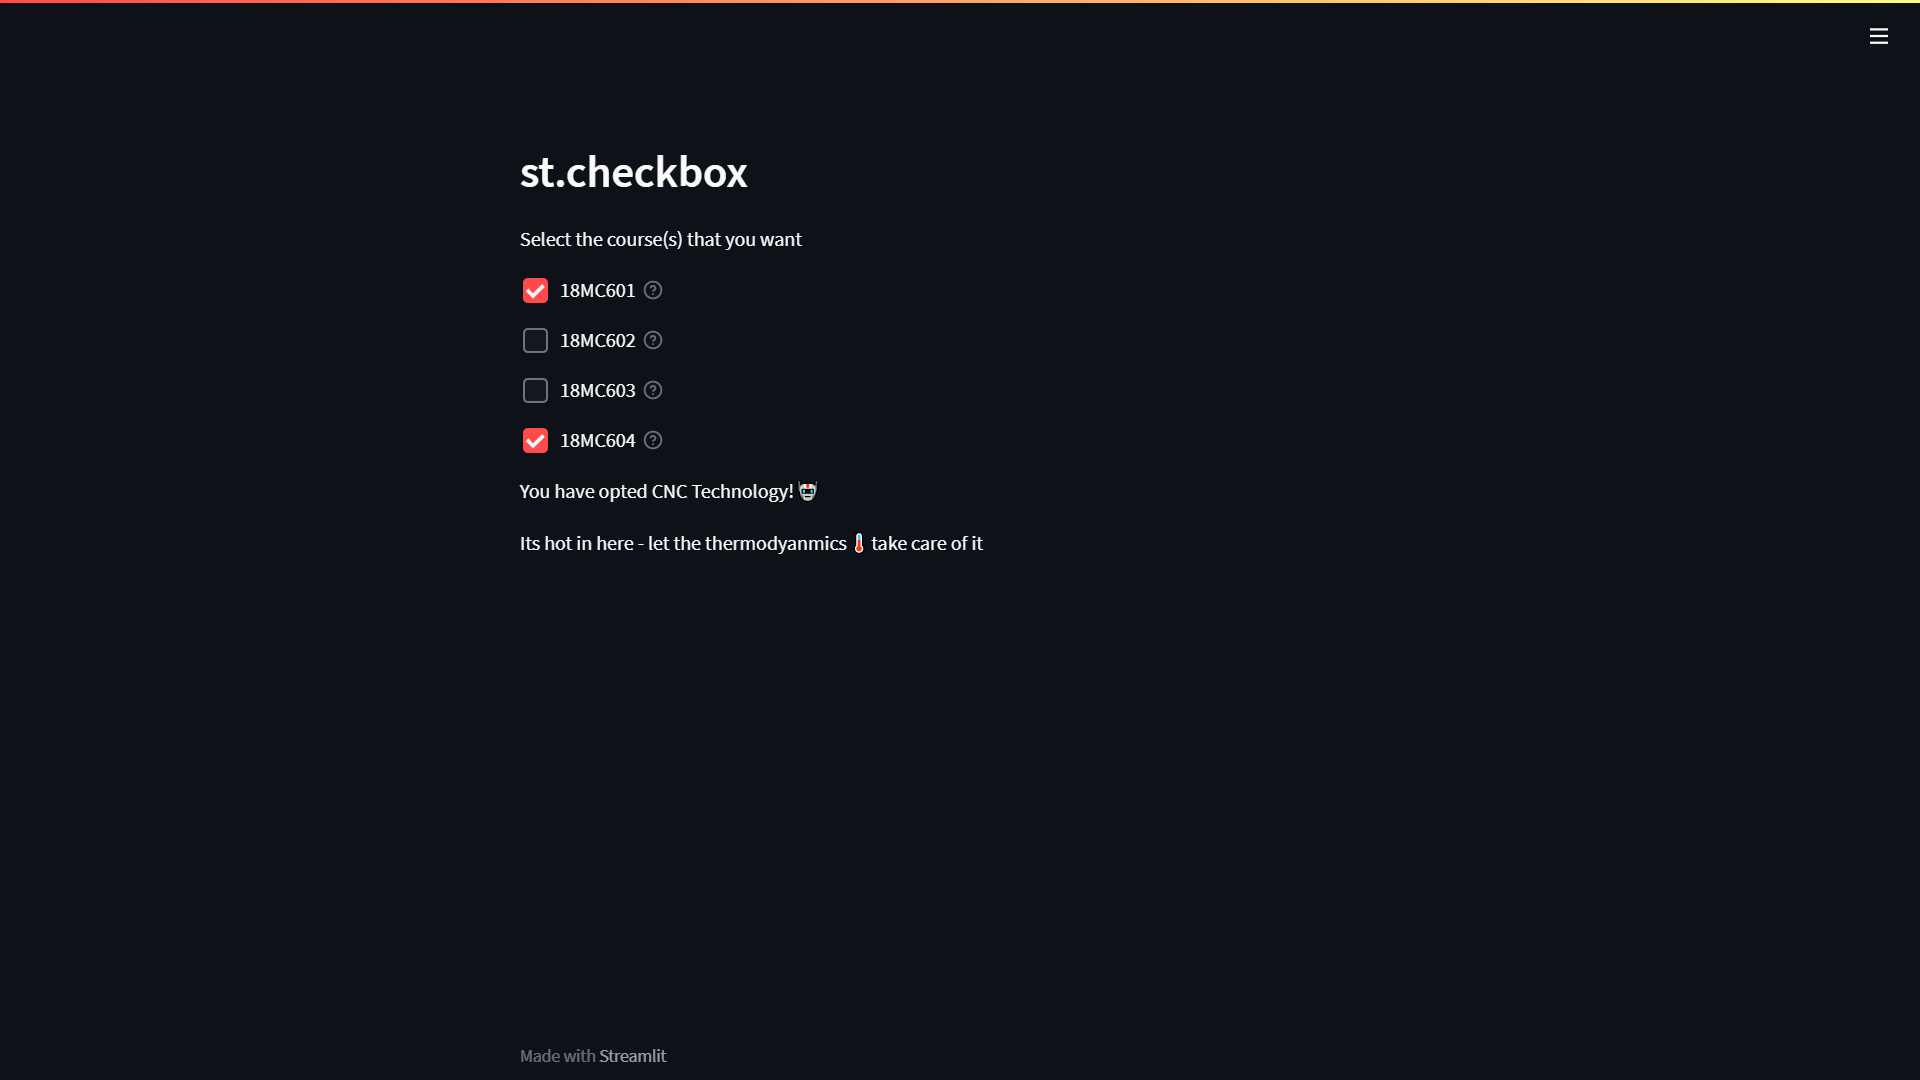 st.checkbox
Select the course(s) that you want
18MC601
18MC602
18MC603
18MC604
You have opted CNC Technology! 🤖
Its hot in here - let the thermodyanmics 🌡️ take care of it
Made with Streamlit